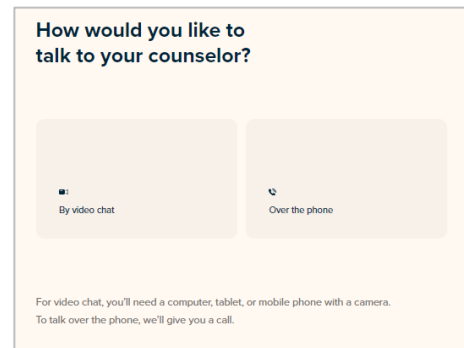 How would you like to
talk to your counselor?
By video chat
Over the phone
For video chat, you'll need a computer, tablet, or mobile phone with a camera.
To talk over the phone, we'll give you a call.